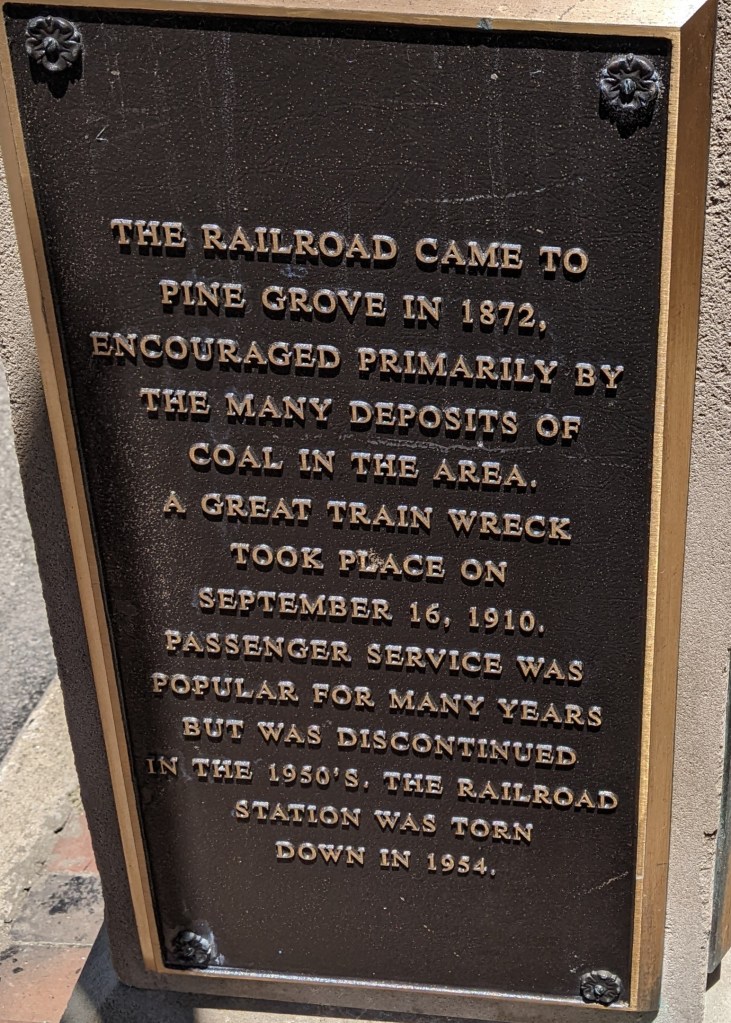 THE RAILROAD CAME TO
PINE GROVE IN 1872,
ENCOURAGED PRIMARILY BY
THE MANY DEPOSITS OF
COAL IN THE AREA.
A GREAT TRAIN WRECK
TOOK PLACE ON
SEPTEMBER 16, 1910.
PASSENGER SERVICE WAS
POPULAR FOR MANY YEARS
BUT WAS DISCONTINUED
IN THE 1950'S. THE RAILROAD
STATION WAS TORN
DOWN IN 1954.